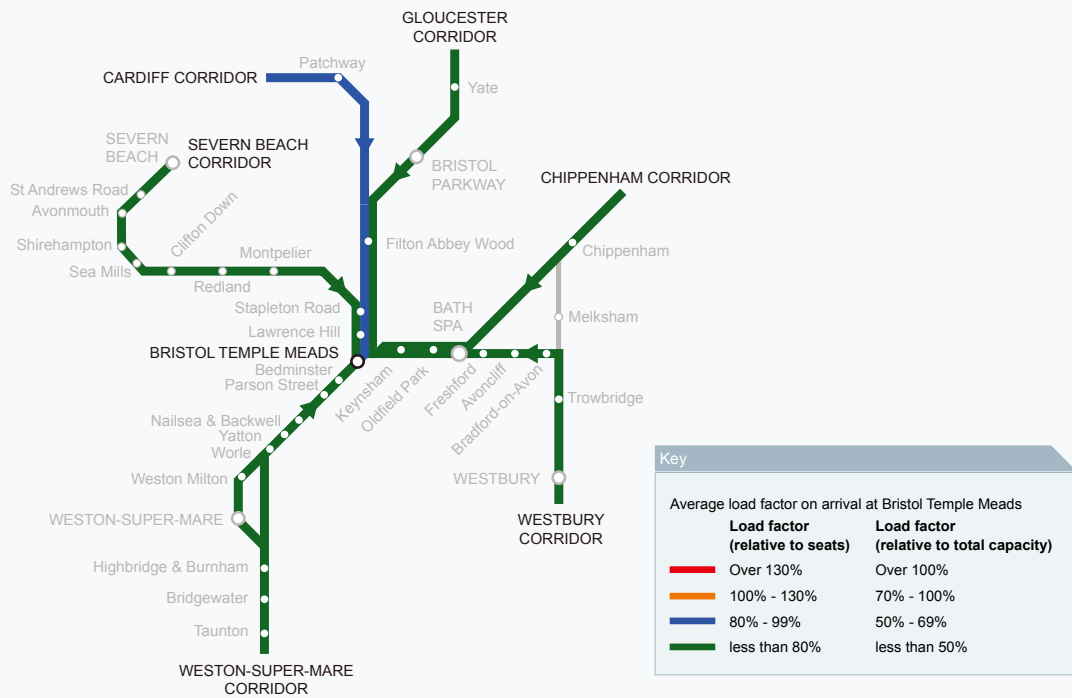 GLOUCESTER
CORRIDOR
Patchway
CARDIFF CORRIDOR
Yate
SEVERN
BEACH
SEVERN BEACH
CORRIDOR
BRISTOL
PARKWAY
CHIPPENHAM CORRIDOR
St Andrews Road
Avonmouth
Clifton Down
Shirehampton
Montpelier
Filton Abbey Wood
Chippenham
Sea Mills
Redland
Stapleton Road
BATH
SPA
Melksham
Lawrence Hill
BRISTOL TEMPLE MEADS
Bedminster
Parson Street
Keynsham
Oldfield Park
Freshford
Avoncliff
Bradford-on-Avon
Trowbridge
Nailsea & Backwell
Yatton
Worle
Weston Milton
WESTBURY
WESTON-SUPER-MARE
WESTBURY
CORRIDOR
Highbridge & Burnham
Bridgewater
Taunton
WESTON-SUPER-MARE
CORRIDOR
Key
Average load factor on arrival at Bristol Temple Meads
Load factor
(relative to seats)
Load factor
(relative to total capacity)
Over 130% Over 100%
100% - 130% 70% - 100%
80% - 99% 50% - 69%
less than 80% less than 50%